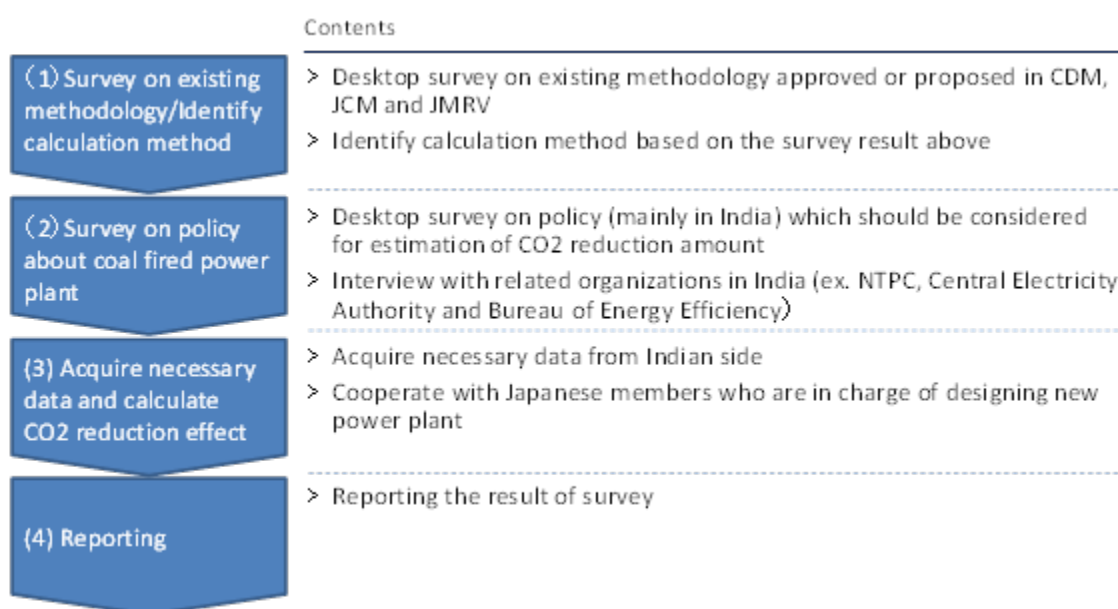 Contents
(1) Survey on existing
methodology/Identify
calculation method
> Desktop survey on existing methodology approved or proposed in CDM,
JCM and JMRV
> Identify calculation method based on the survey result above
(2) Survey on policy
about coal fired power
plant
> Desktop survey on policy (mainly in India) which should be considered
for estimation of CO2 reduction amount
> Interview with related organizations in India (ex. NTPC, Central Electricity
Authority and Bureau of Energy Efficiency)
(3) Acquire necessary
data and calculate
CO2 reduction effect
> Acquire necessary data from Indian side
> Cooperate with Japanese members who are in charge of designing new
power plant
(4) Reporting
> Reporting the result of survey